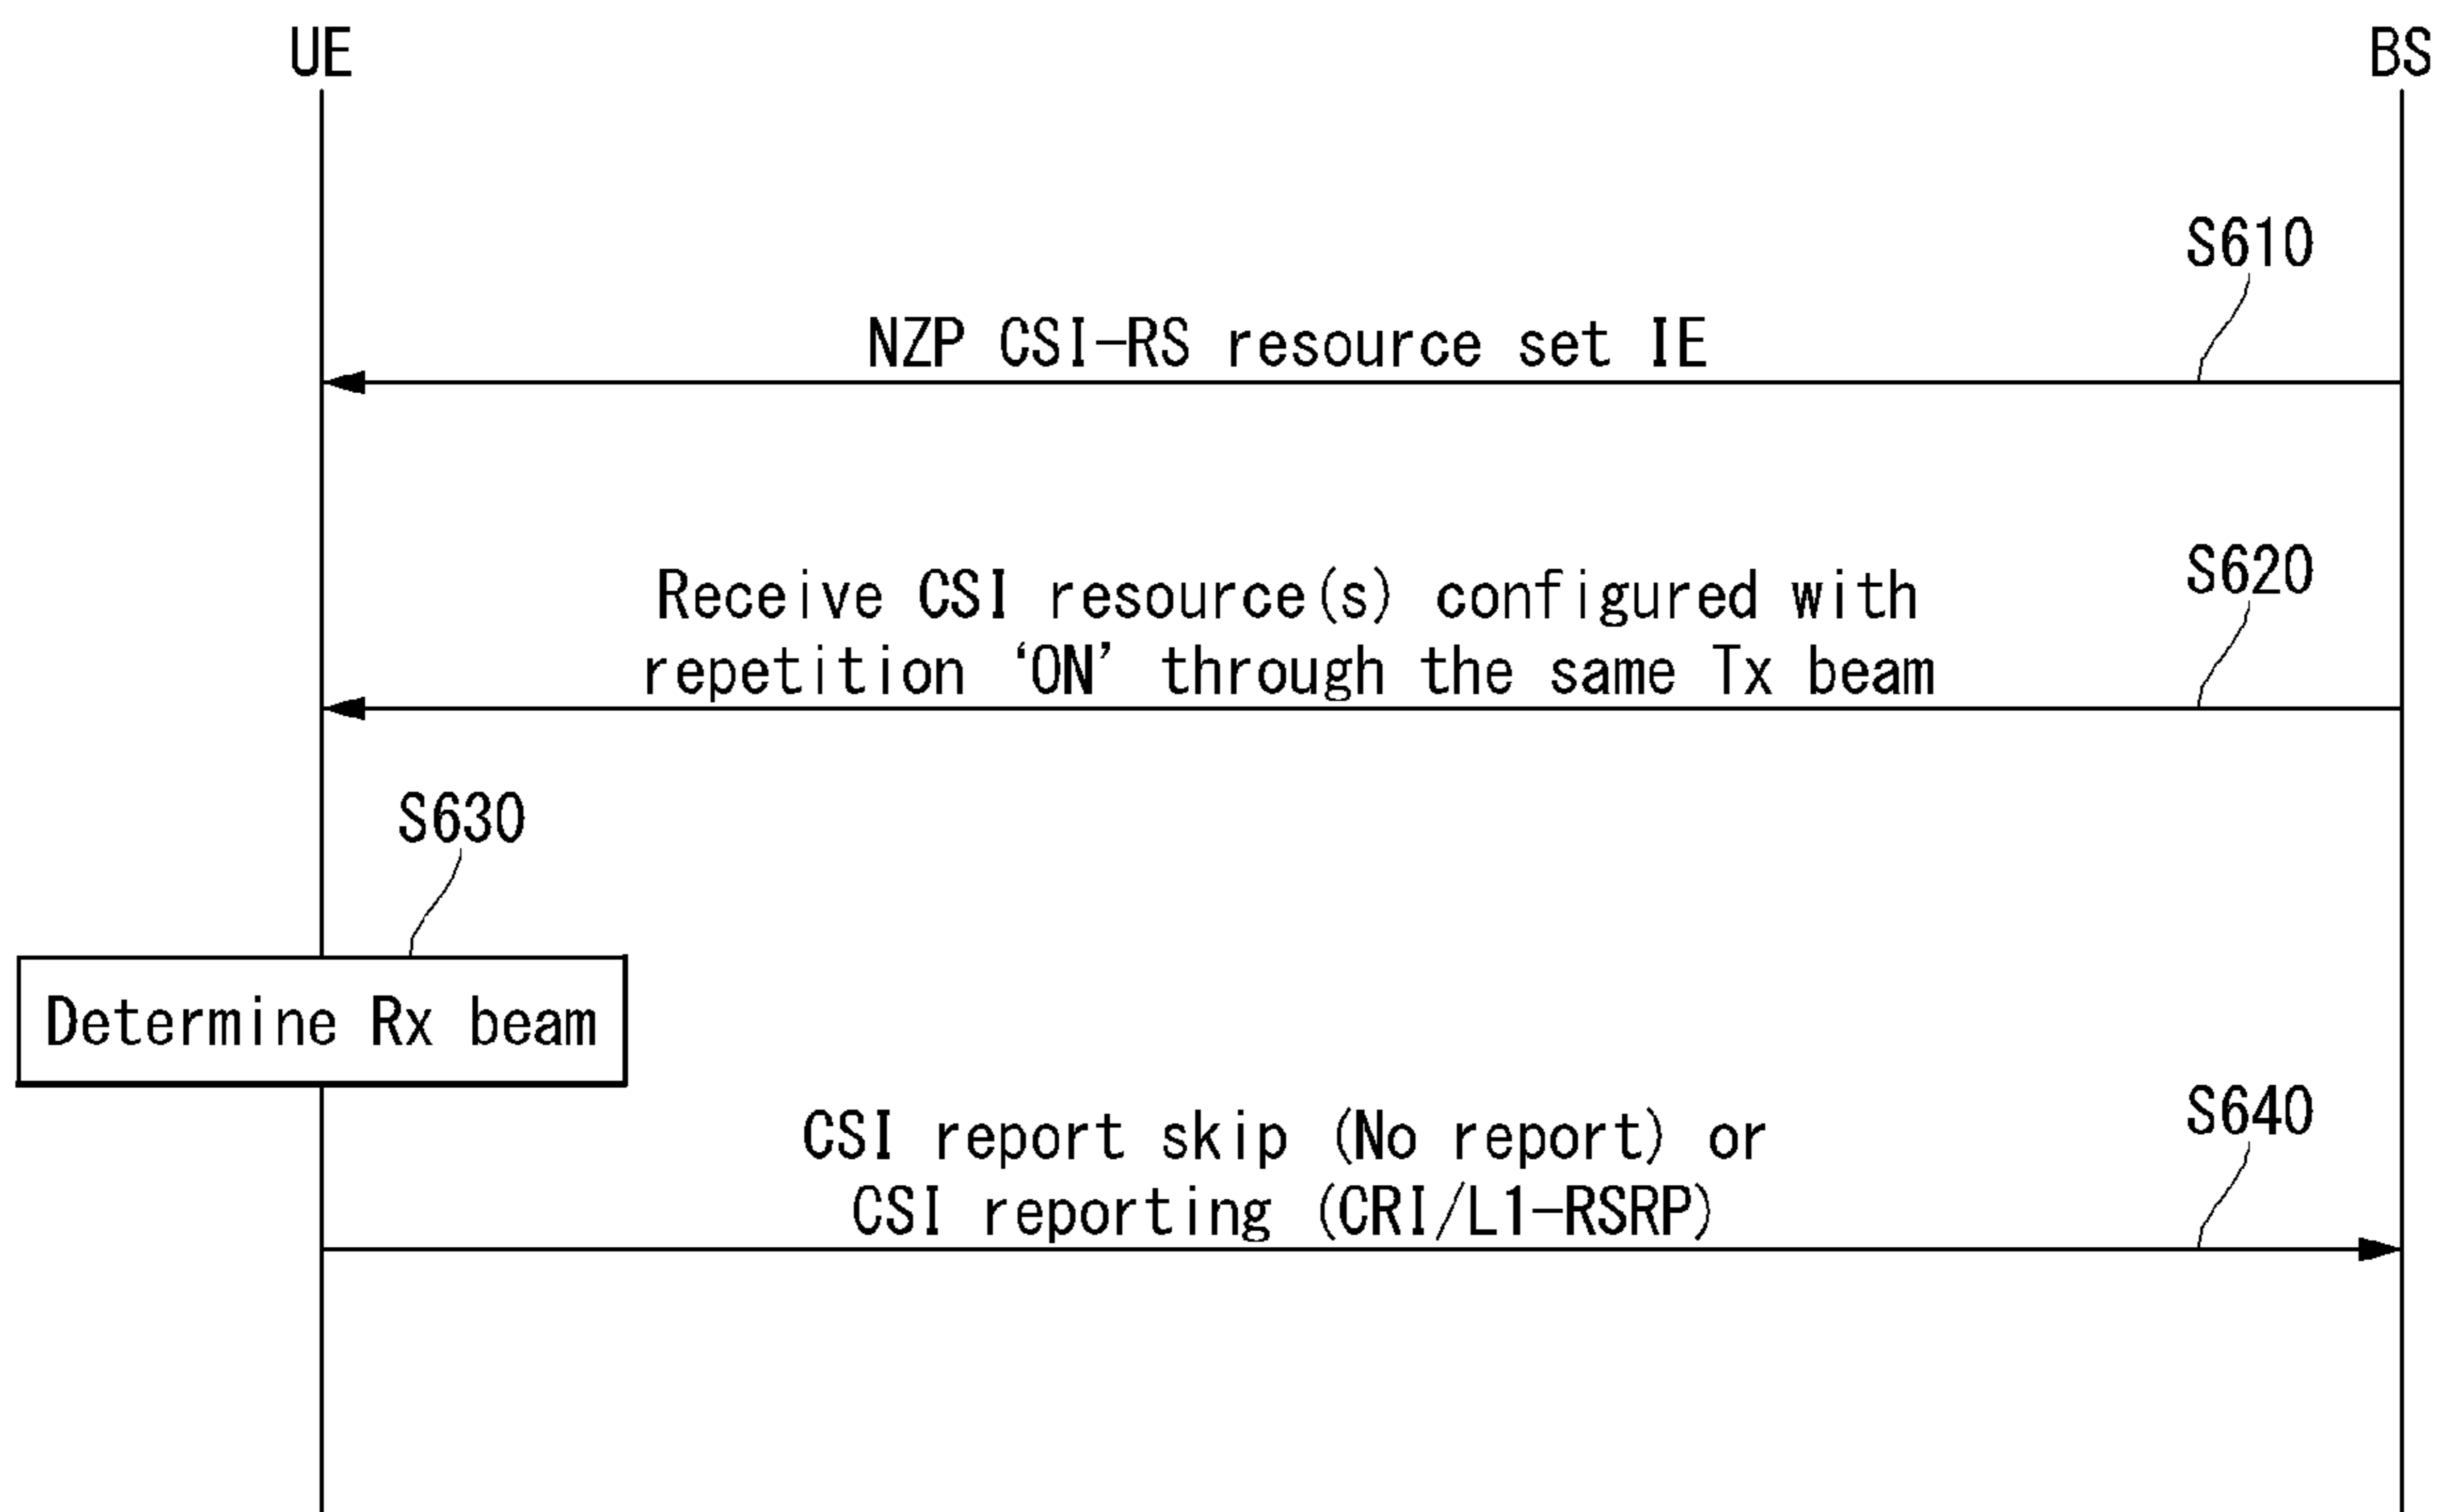 UE
BS
S610
NZP CSI-RS resource set IE
S620
Receive CSI resource(s) configured with
repetition ‘ON’ through the same Tx beam
S630
Determine Rx beam
S640
CSI report skip (No report) or
CSI reporting (CRI/L1-RSRP)